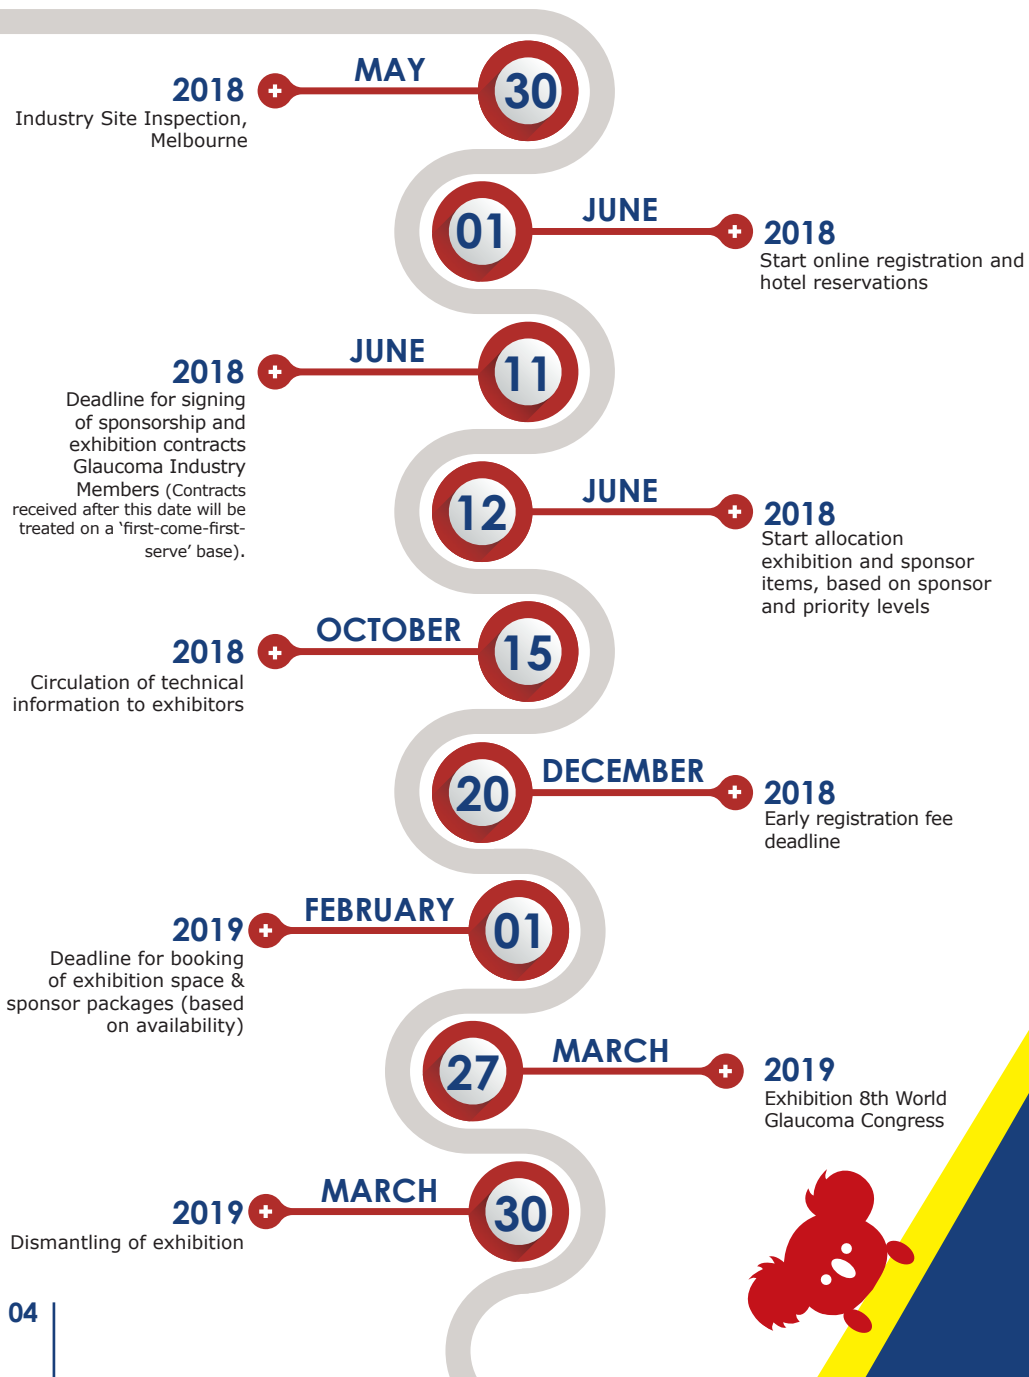 MAY
30
2018
Industry Site Inspection,
Melbourne
JUNE
01
2018
Start online registration and
hotel reservations
JUNE
11
2018
Deadline for signing
of sponsorship and
exhibition contracts
Glaucoma Industry
Members (Contracts
received after this date will be
treated on a ‘first-come-first-
serve’ base).
JUNE
12
2018
Start allocation
exhibition and sponsor
items, based on sponsor
and priority levels
OCTOBER
15
2018
Circulation of technical
information to exhibitors
DECEMBER
20
2018
Early registration fee
deadline
FEBRUARY
01
2019
Deadline for booking
of exhibition space &
sponsor packages (based
on availability)
MARCH
27
2019
Exhibition 8th World
Glaucoma Congress
MARCH
30
2019
Dismantling of exhibition
04